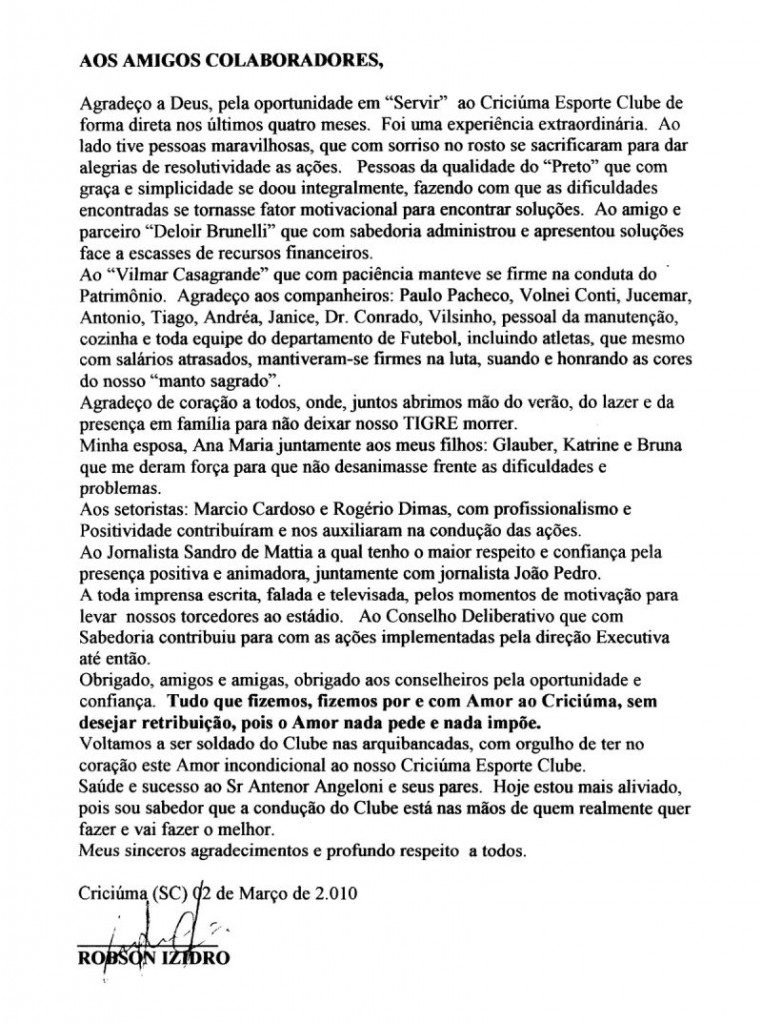 AOS AMIGOS COLABORADORES,
Agradeço a Deus, pela oportunidade em “Servir” ao Criciúma Esporte Clube de
forma direta nos últimos quatro meses. Foi uma experiência extraordinária. Ao
lado tive pessoas maravilhosas, que com sorriso no rosto se sacrificaram para dar
alegrias de resolutividade as ações. Pessoas da qualidade do “Preto” que com
graça e simplicidade se doou integralmente, fazendo com que as dificuldades
encontradas se tornasse fator motivacional para encontrar soluções. Ao amigo e
parceiro “Deloir Brunelli” que com sabedoria administrou e apresentou soluções
face a escasses de recursos financeiros.
Ao “Vilmar Casagrande” que com paciência manteve se firme na conduta do
Patrimônio. Agradeço aos companheiros: Paulo Pacheco, Volnei Conti, Jucemar,
Antonio, Tiago, Andréa, Janice, Dr. Conrado, Vilsinho, pessoal da manutenção,
cozinha e toda equipe do departamento de Futebol, incluindo atletas, que mesmo
com salários atrasados, mantiveram-se firmes na luta, suando e honrando as cores
do nosso “manto sagrado”.
Agradeço de coração a todos, onde, juntos abrimos mão do verão, do lazer e da
presença em família para não deixar nosso TIGRE morrer.
Minha esposa, Ana Maria juntamente aos meus filhos: Glauber, Katrine e Bruna
que me deram força para que não desanimasse frente as dificuldades e
problemas.
Aos setoristas: Marcio Cardoso e Rogério Dimas, com profissionalismo e
Positividade contribuíram e nos auxiliaram na condução das ações.
Ao Jornalista Sandro de Mattia a qual tenho o maior respeito e confiança pela
presença positiva e animadora, juntamente com jornalista João Pedro.
A toda imprensa escrita, falada e televisada, pelos momentos de motivação para
levar nossos torcedores ao estádio. Ao Conselho Deliberativo que com
Sabedoria contribuiu para com as ações implementadas pela direção Executiva
até então.
Obrigado, amigos e amigas, obrigado aos conselheiros pela oportunidade e
confiança. Tudo que fizemos, fizemos por e com Amor ao Criciúma, sem
desejar retribuição, pois o Amor nada pede e nada impõe.
Voltamos a ser soldado do Clube nas arquibancadas, com orgulho de ter no
coração este Amor incondicional ao nosso Criciúma Esporte Clube.
Saúde e sucesso ao Sr Antenor Angeloni e seus pares. Hoje estou mais aliviado,
pois sou sabedor que a condução do Clube está nas mãos de quem realmente quer
fazer e vai fazer o melhor.
Meus sinceros agradecimentos e profundo respeito a todos.
Criciúma (SC) 02 de Março de 2.010
ROBSON IZIDRO